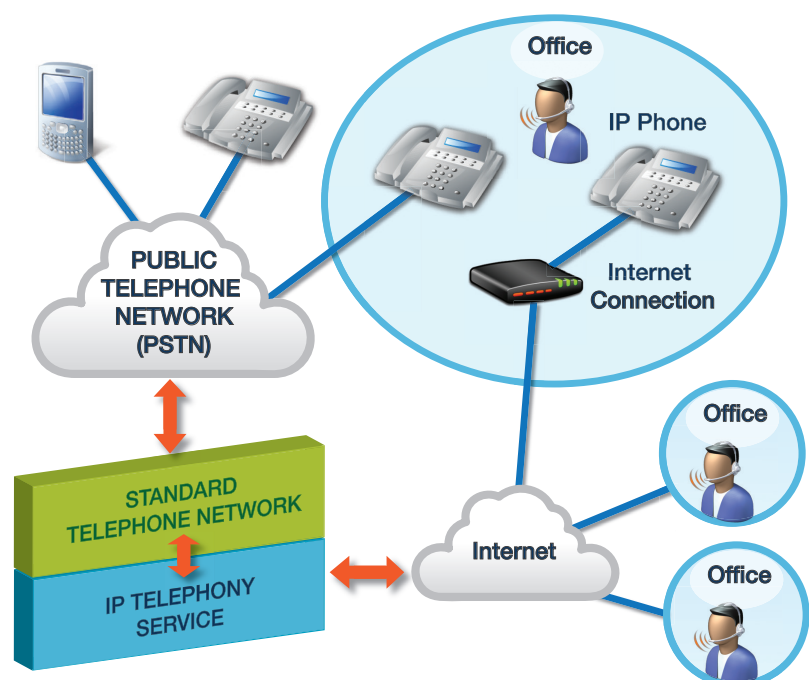 Office
IP Phone
PUBLIC
TELEPHONE
NETWORK
(PSTN)
Internet
Connection
Office
STANDARD
TELEPHONE NETWORK
Internet
IP TELEPHONY
SERVICE
Office